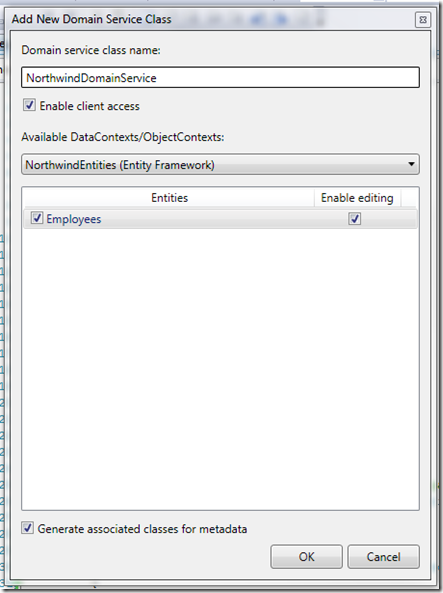 Add New Domain Service Class
Domain service class name:
NorthwindDomainService
Enable client access
Available DataContexts/ObjectContexts:
NorthwindEntities (Entity Framework)
Entities Enable editing
Employees
Generate associated classes for metadata
OK Cancel